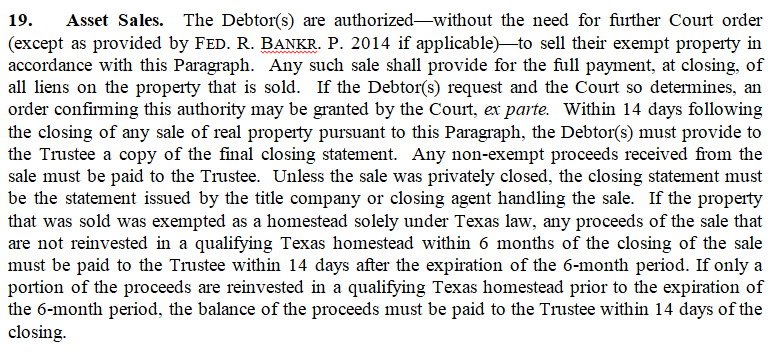 19. Asset Sales. The Debtor(s) are authorized—without the need for further Court order
(except as provided by FED. R. BANKR. P. 2014 if applicable)—to sell their exempt property in
accordance with this Paragraph. Any such sale shall provide for the full payment, at closing, of
all liens on the property that is sold. If the Debtor(s) request and the Court so determines, an
order confirming this authority may be granted by the Court, ex parte. Within 14 days following
the closing of any sale of real property pursuant to this Paragraph, the Debtor(s) must provide to
the Trustee a copy of the final closing statement. Any non-exempt proceeds received from the
sale must be paid to the Trustee. Unless the sale was privately closed, the closing statement must
be the statement issued by the title company or closing agent handling the sale. If the property
that was sold was exempted as a homestead solely under Texas law, any proceeds of the sale that
are not reinvested in a qualifying Texas homestead within 6 months of the closing of the sale
must be paid to the Trustee within 14 days after the expiration of the 6-month period. If only a
portion of the proceeds are reinvested in a qualifying Texas homestead prior to the expiration of
the 6-month period, the balance of the proceeds must be paid to the Trustee within 14 days of the
closing.